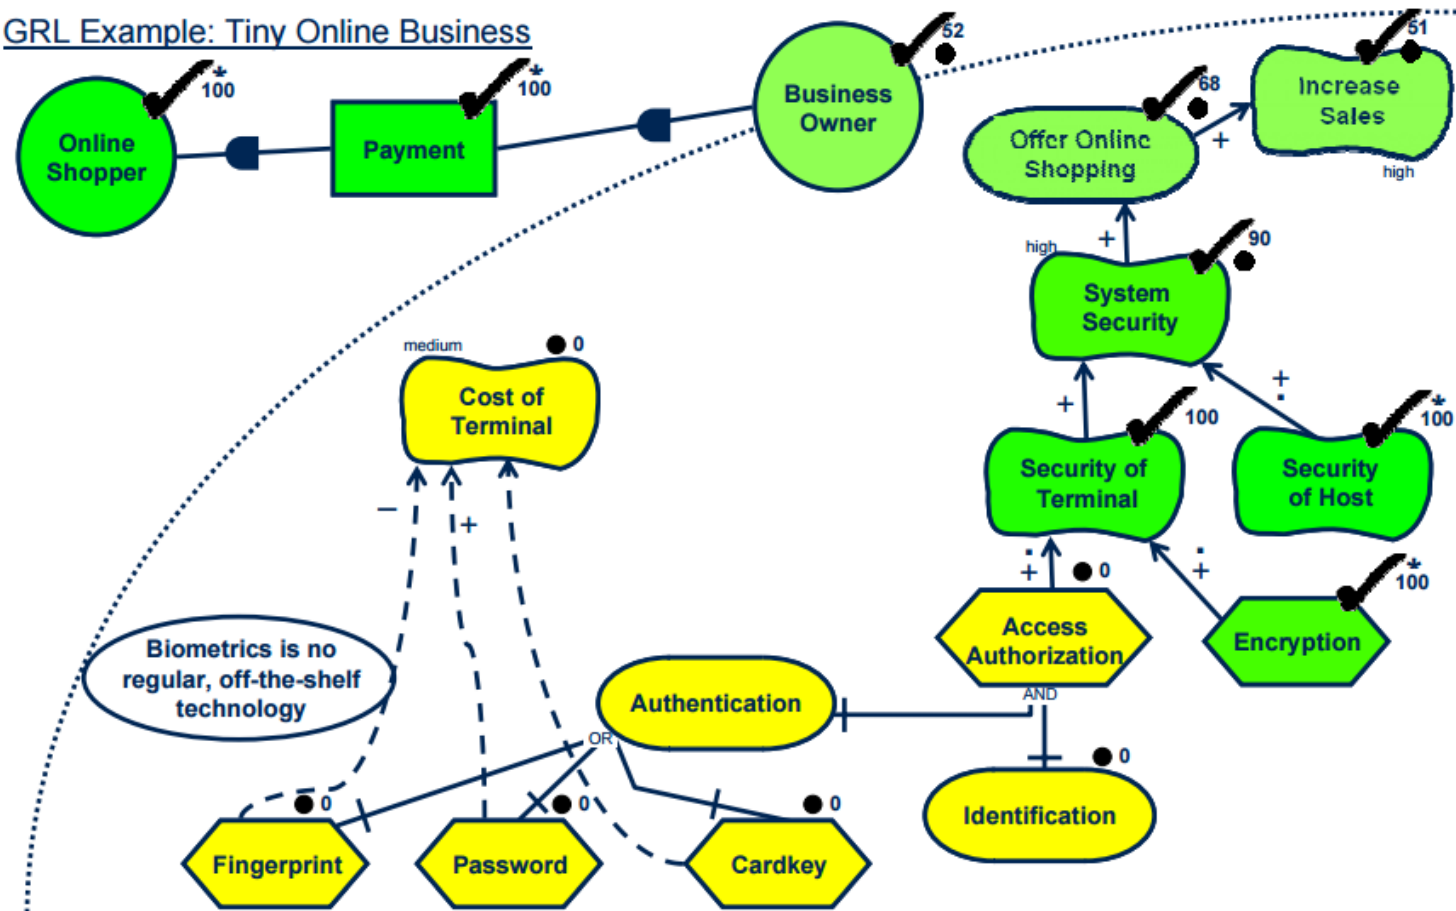 GRL Example: Tiny Online Business
*
100
Online
Shopper
*
100
Payment
52
Business
Owner
68
Offer Online
Shopping
+
51
Increase
Sales
high
+
high
90
System
Security
medium
0
Cost of
Terminal
+
+
100
Security of
Terminal
*
100
Security
of Host
–
+
+
0
Access
Authorization
+
*
100
Encryption
AND
Biometrics is no
regular, off-the-shelf
technology
Authentication
OR
0
Identification
0
Fingerprint
0
Password
0
Cardkey